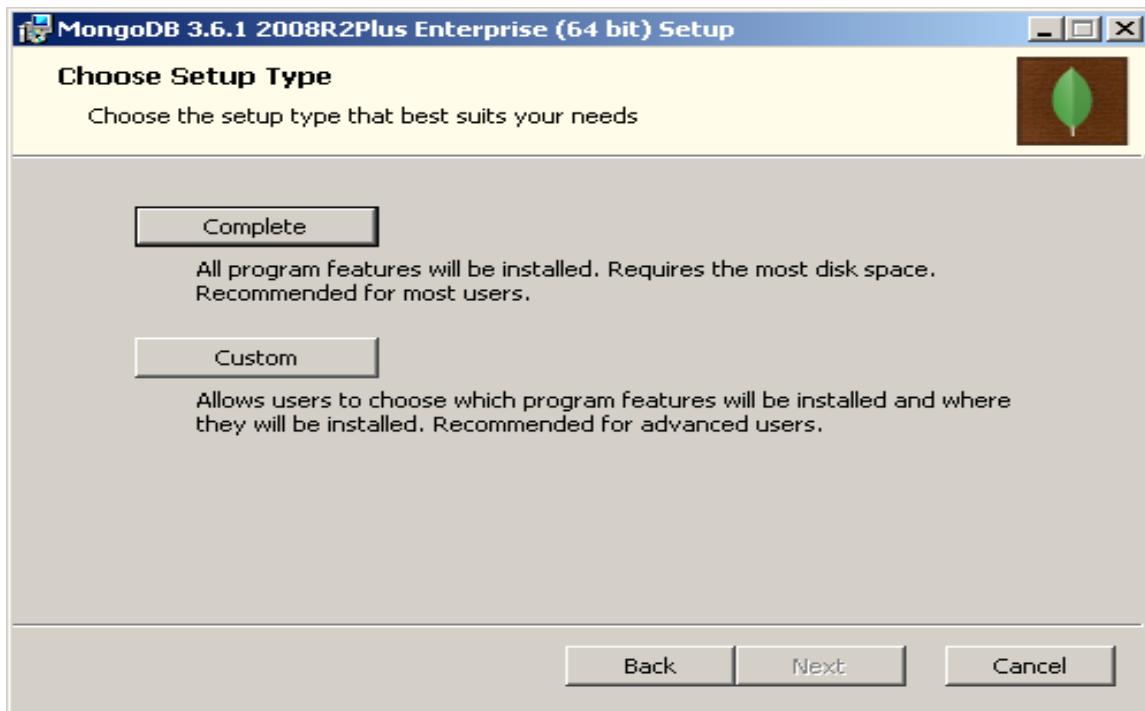 MongoDB 3.6.1 2008R2Plus Enterprise (64 bit) Setup
Choose Setup Type
Choose the setup type that best suits your needs
Complete
All program features will be installed. Requires the most disk space.
Recommended for most users.
Custom
Allows users to choose which program features will be installed and where
they will be installed. Recommended for advanced users.
Back Next Cancel